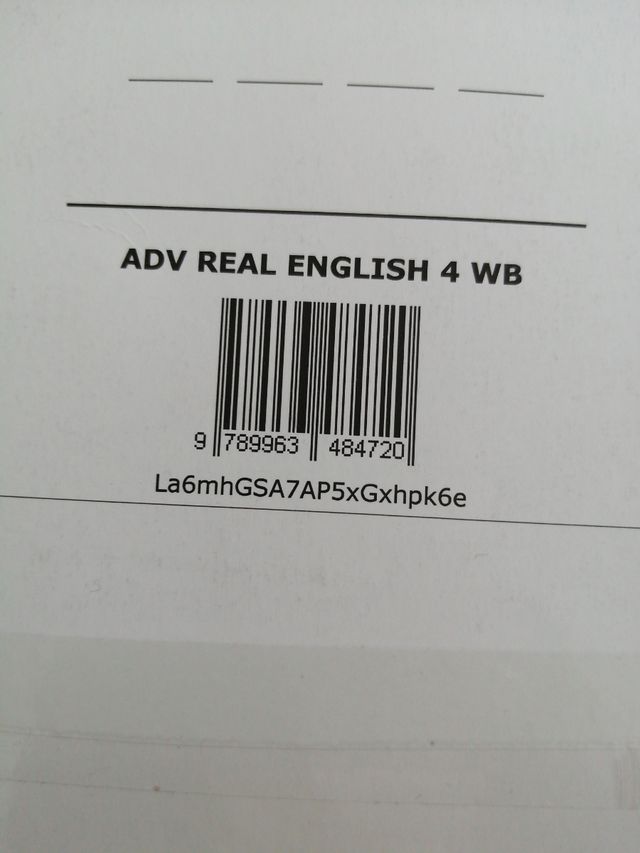 ADV REAL ENGLISH 4 WB
9 789963 484720
La6mhGSA7AP5xGxhpk6e